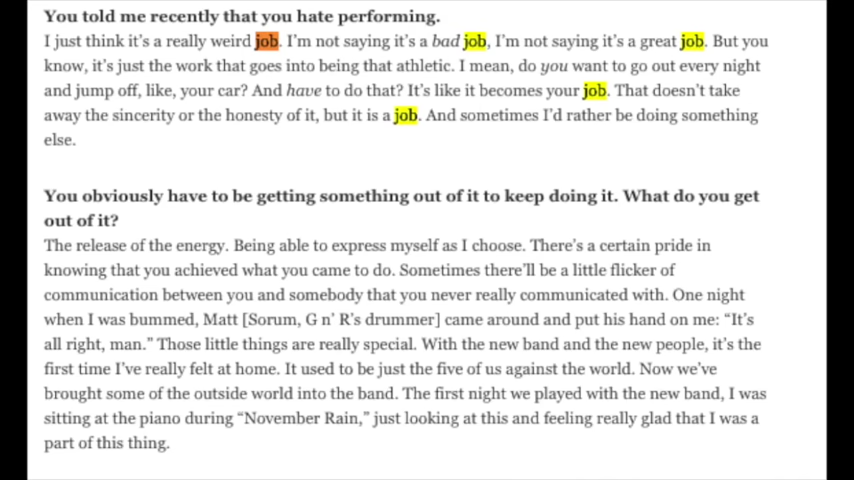 You told me recently that you hate performing.
I just think it's a really weird job. I'm not saying it's a bad job, I'm not saying it's a great job. But you
know, it's just the work that goes into being that athletic. I mean, do you want to go out every night
and jump off, like, your car? And have to do that? It's like it becomes your job. That doesn't take
away the sincerity or the honesty of it, but it is a job. And sometimes I'd rather be doing something
else.
You obviously have to be getting something out of it to keep doing it. What do you get
out of it?
The release of the energy. Being able to express myself as I choose. There's a certain pride in
knowing that you achieved what you came to do. Sometimes there'll be a little flicker of
communication between you and somebody that you never really communicated with. One night
when I was bummed, Matt [Sorum, G n' R's drummer] came around and put his hand on me: “It's
all right, man.” Those little things are really special. With the new band and the new people, it's the
first time I've really felt at home. It used to be just the five of us against the world. Now we've
brought some of the outside world into the band. The first night we played with the new band, I was
sitting at the piano during “November Rain,” just looking at this and feeling really glad that I was a
part of this thing.